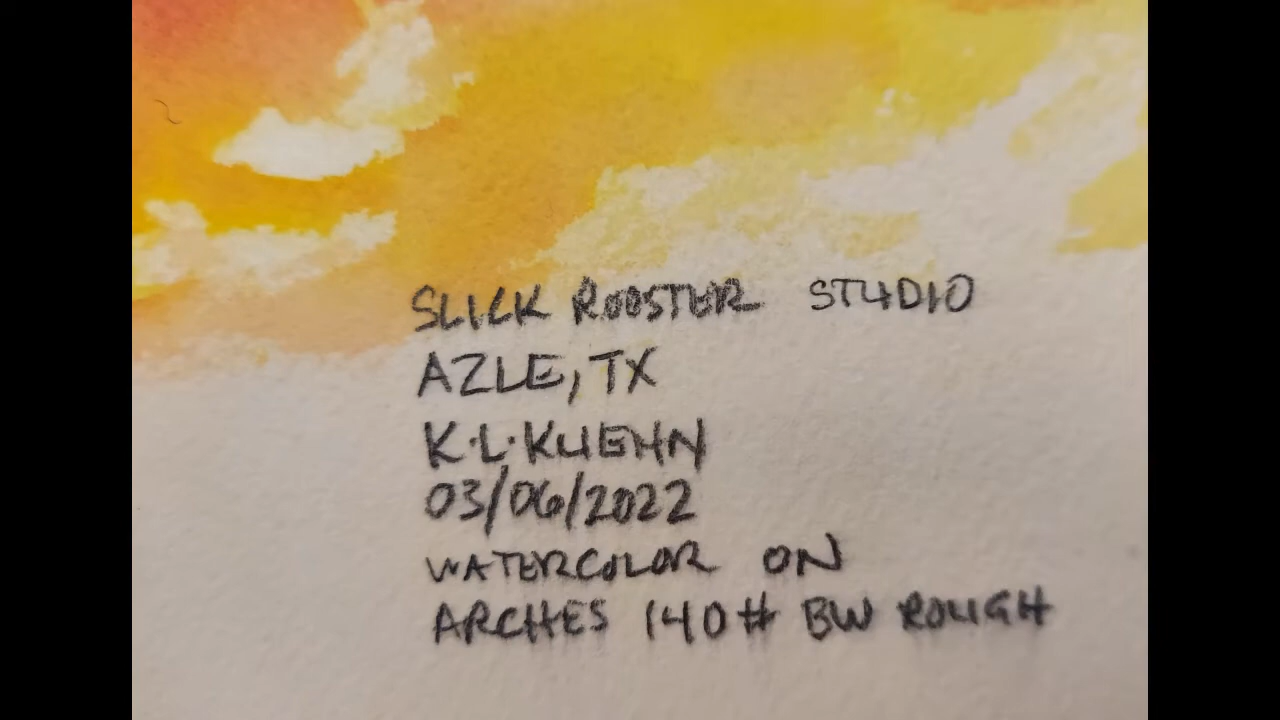 SLICK ROOSTER STUDIO
AZLE, TX
K.L.KUEHN
03/06/2022
WATERCOLOR ON
ARCHES 140# BW ROUGH